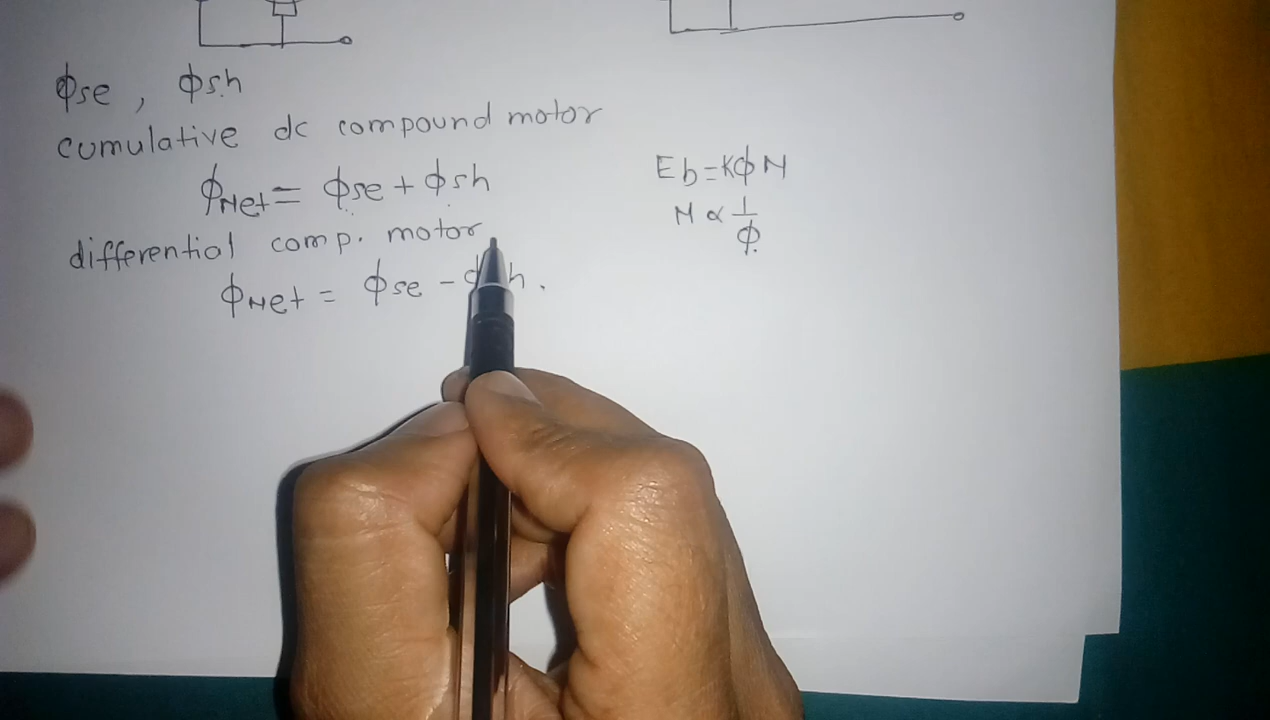 ϕse , ϕsh
cumulative dc compound motor
ϕNet = ϕse + ϕsh
differential comp. motor
ϕNet = ϕse -
Eb=KϕN
N ∝ 1/ϕ